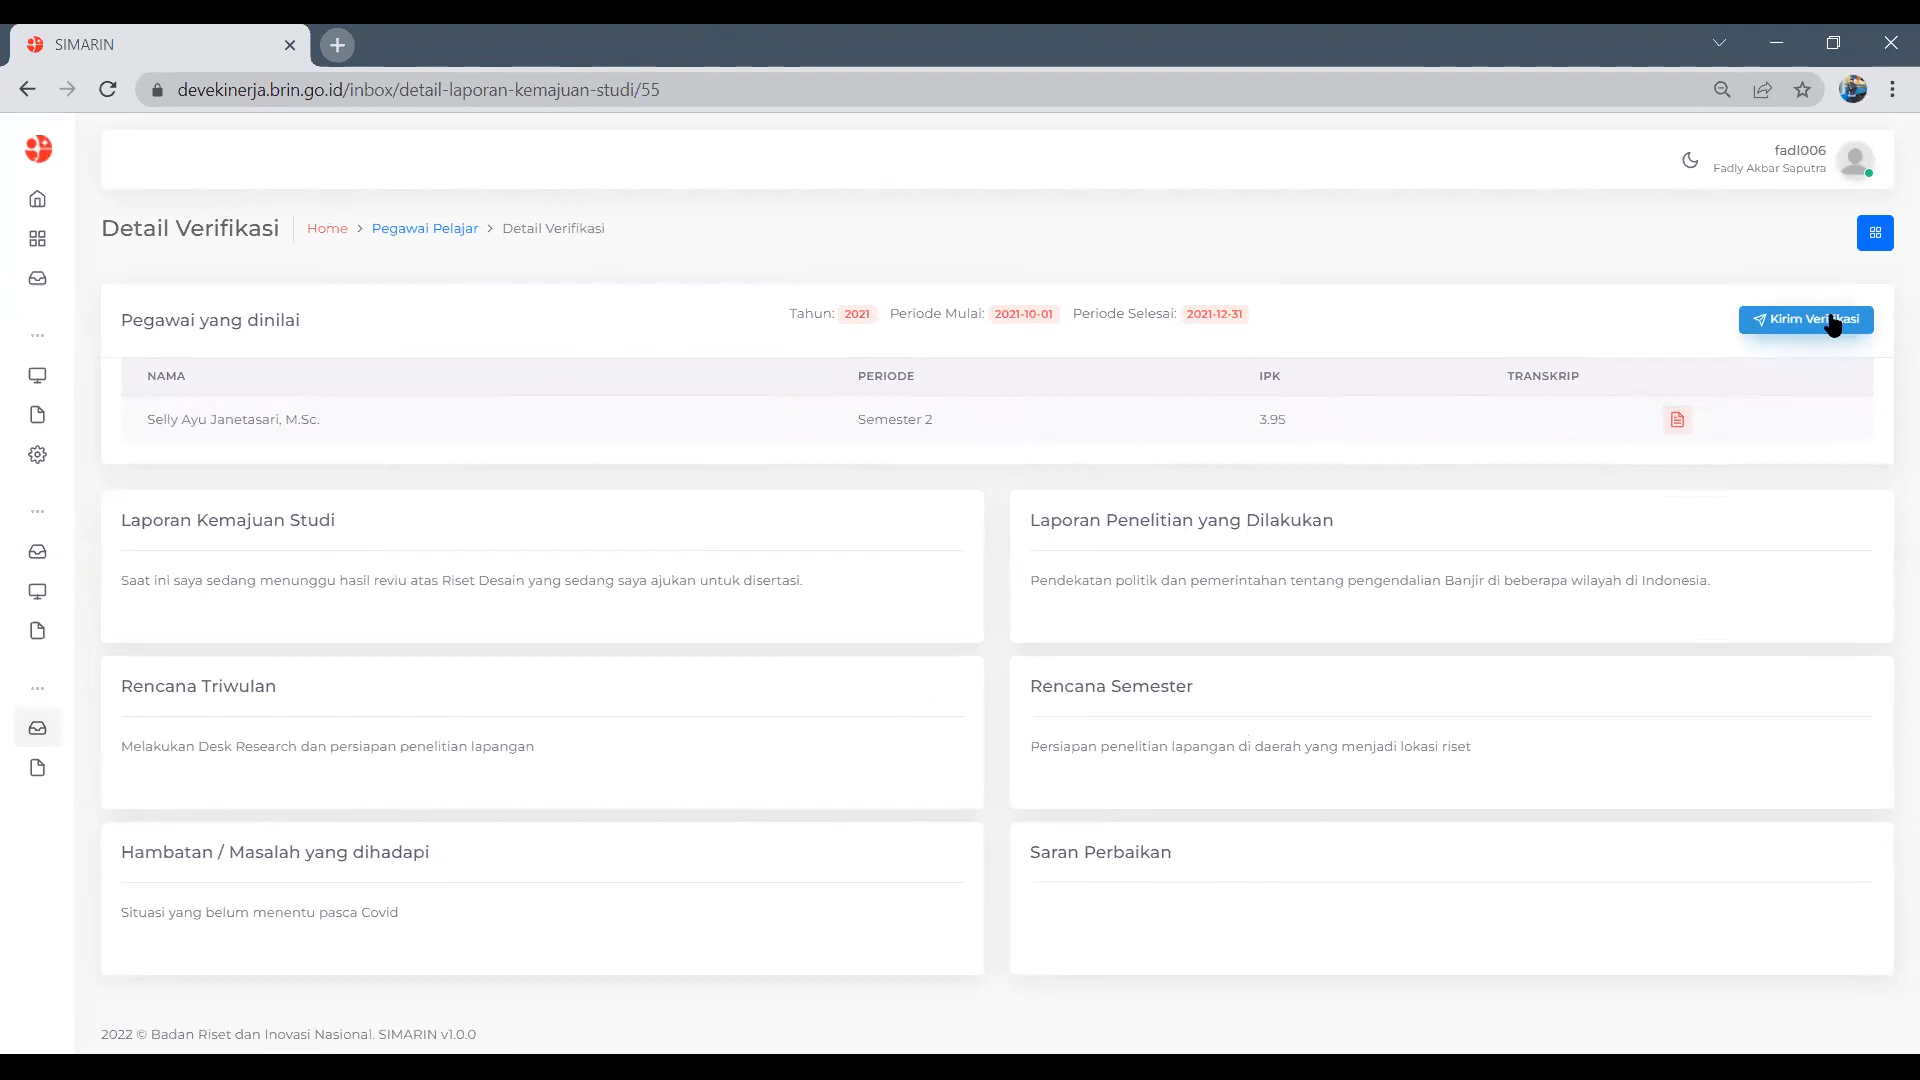 SIMARIN
devekinerja.brin.go.id/inbox/detail-laporan-kemajuan-studi/55
fadl006
Fadly Akbar Saputra
Detail Verifikasi
Home > Pegawai Pelajar > Detail Verifikasi
Pegawai yang dinilai
Tahun: 2021 Periode Mulai: 2021-10-01 Periode Selesai: 2021-12-31
Kirim Verifikasi
NAMA PERIODE IPK TRANSKRIP
Selly Ayu Janetasari, M.Sc. Semester 2 3.95
Laporan Kemajuan Studi
Saat ini saya sedang menunggu hasil reviu atas Riset Desain yang sedang saya ajukan untuk disertasi.
Laporan Penelitian yang Dilakukan
Pendekatan politik dan pemerintahan tentang pengendalian Banjir di beberapa wilayah di Indonesia.
Rencana Triwulan
Melakukan Desk Research dan persiapan penelitian lapangan
Rencana Semester
Persiapan penelitian lapangan di daerah yang menjadi lokasi riset
Hambatan / Masalah yang dihadapi
Situasi yang belum menentu pasca Covid
Saran Perbaikan
2022 © Badan Riset dan Inovasi Nasional. SIMARIN v1.0.0